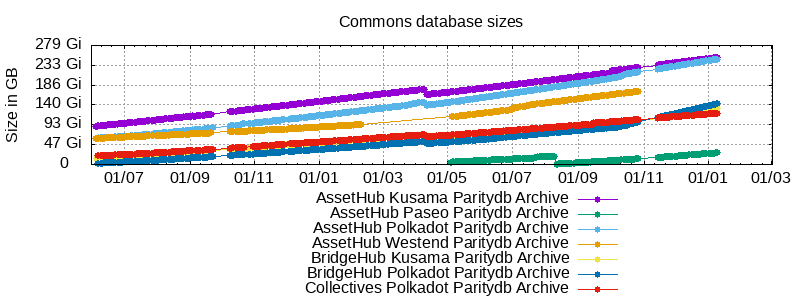 Commons database sizes
Size in GB
279 Gi
233 Gi
186 Gi
140 Gi
93 Gi
47 Gi
0
01/07 01/09 01/11 01/01 01/03 01/05 01/07 01/09 01/11 01/01 01/03
AssetHub Kusama Paritydb Archive
AssetHub Paseo Paritydb Archive
AssetHub Polkadot Paritydb Archive
AssetHub Westend Paritydb Archive
BridgeHub Kusama Paritydb Archive
BridgeHub Polkadot Paritydb Archive
Collectives Polkadot Paritydb Archive